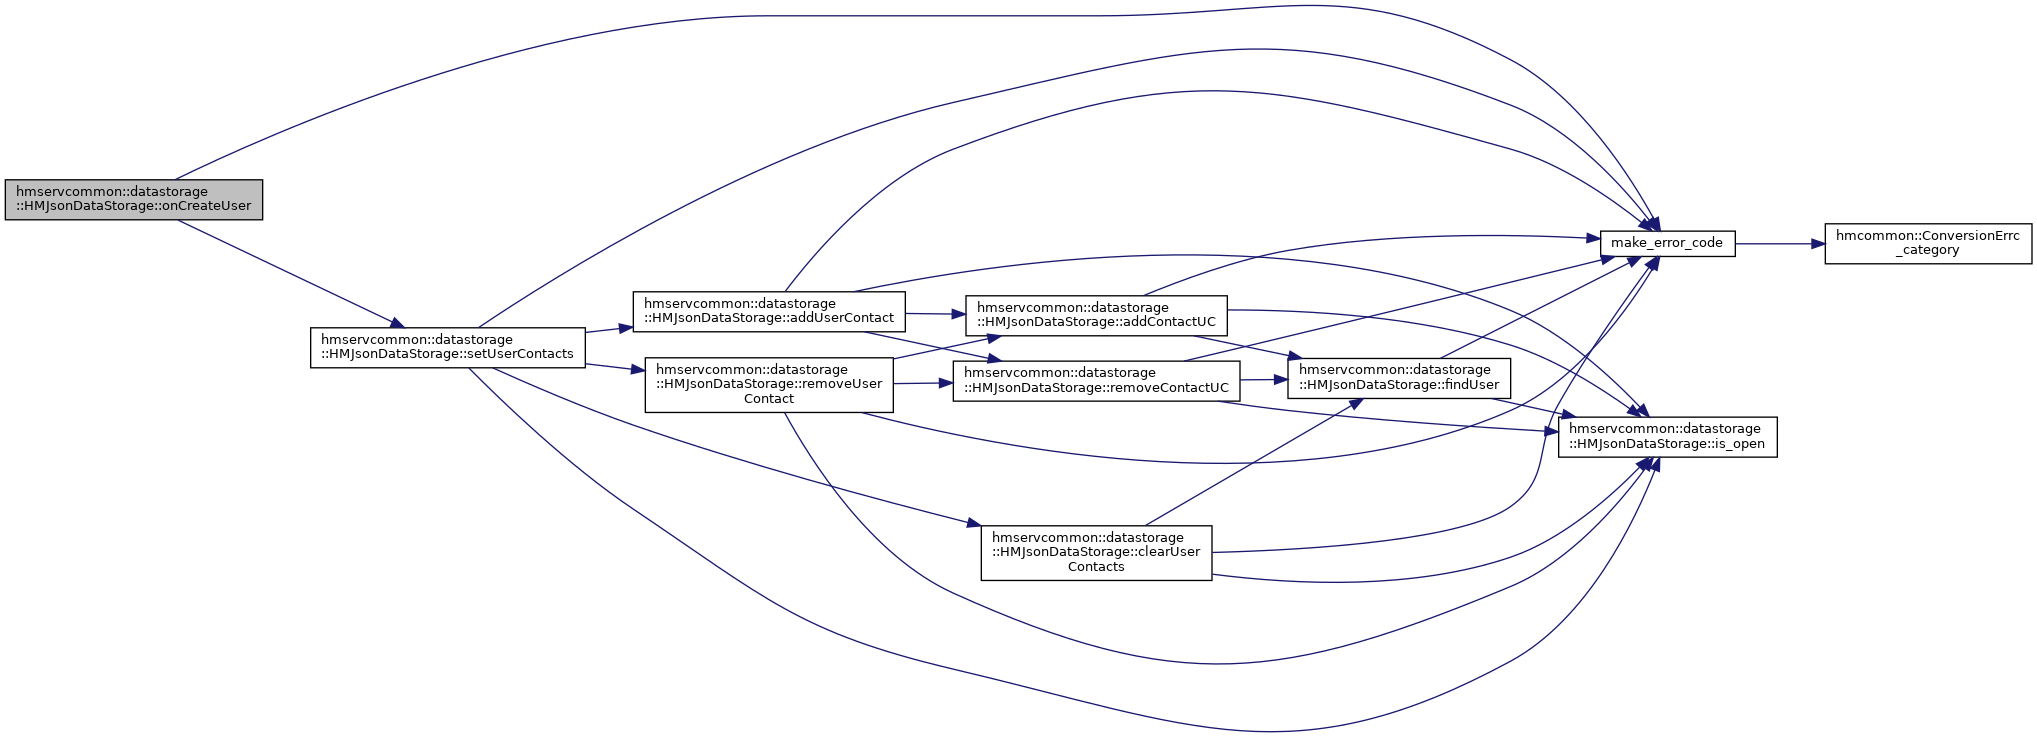 hmservcommon::datastorage
::HMJsonDataStorage::onCreateUser
hmservcommon::datastorage
::HMJsonDataStorage::setUserContacts
hmservcommon::datastorage
::HMJsonDataStorage::addUserContact
hmservcommon::datastorage
::HMJsonDataStorage::removeUser
Contact
hmservcommon::datastorage
::HMJsonDataStorage::addContactUC
hmservcommon::datastorage
::HMJsonDataStorage::removeContactUC
hmservcommon::datastorage
::HMJsonDataStorage::clearUser
Contacts
hmservcommon::datastorage
::HMJsonDataStorage::findUser
make_error_code
hmservcommon::datastorage
::HMJsonDataStorage::is_open
hmcommon::ConversionErrc
_category